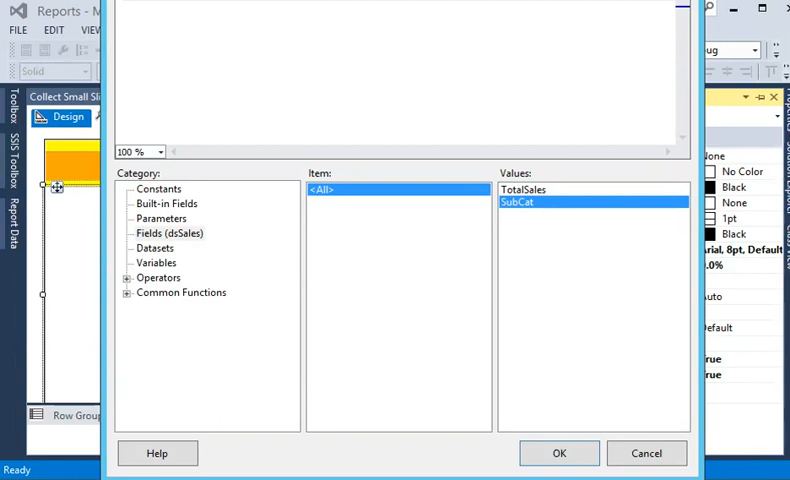 Reports - M
FILE EDIT VIEW
Solid
ug
Collect Small Sli
Design
Toolbox
SSIS Toolbox
Report Data
100 %
Category:
Constants
Built-in Fields
Parameters
Fields (dsSales)
Datasets
Variables
Operators
Common Functions
Item:
<All>
Values:
TotalSales
SubCat
None
No Color
Black
None
1pt
Black
Arial, 8pt, Default
0.0%
Auto
Default
True
True
Row Group
Help
OK
Cancel
Ready